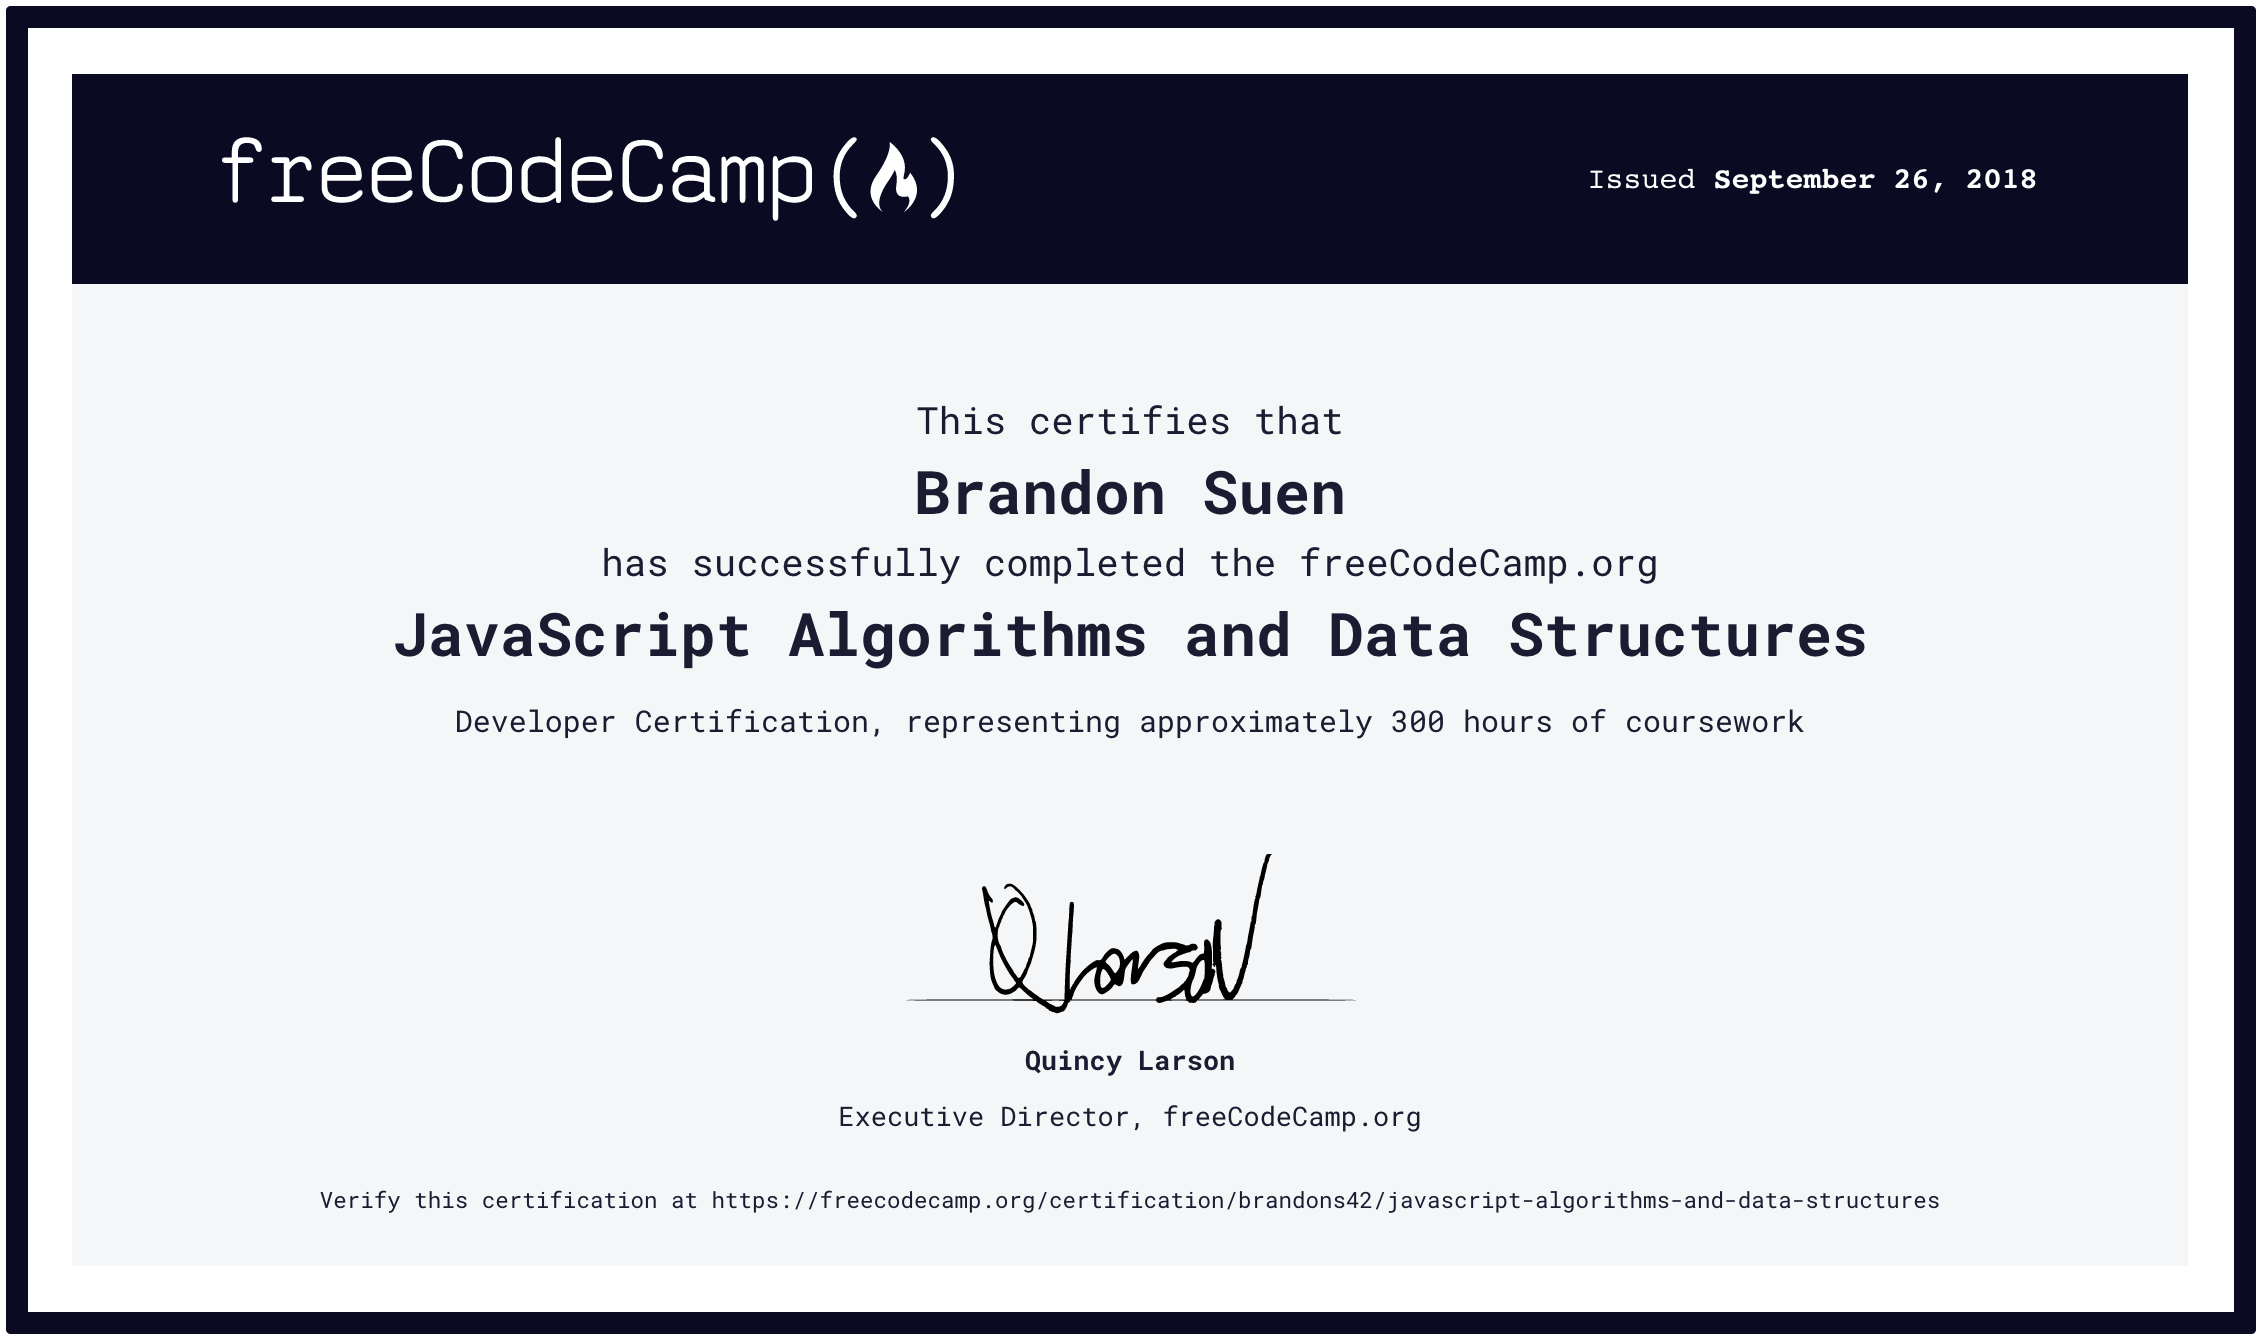 freeCodeCamp(🔥)
Issued September 26, 2018
This certifies that
Brandon Suen
has successfully completed the freeCodeCamp.org
JavaScript Algorithms and Data Structures
Developer Certification, representing approximately 300 hours of coursework
QLarson
Quincy Larson
Executive Director, freeCodeCamp.org
Verify this certification at https://freecodecamp.org/certification/brandons42/javascript-algorithms-and-data-structures